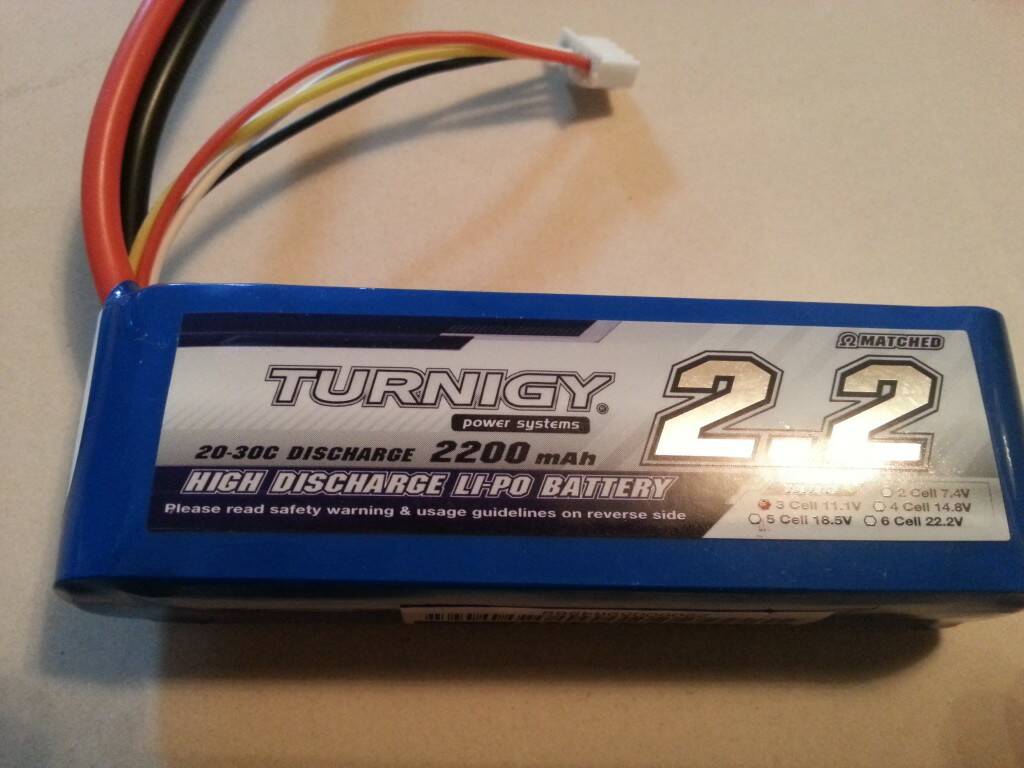 Ω MATCHED
TURNIGY®
2.2
power systems
20-30C DISCHARGE 2200 mAh
HIGH DISCHARGE LI-PO BATTERY
Please read safety warning & usage guidelines on reverse side
2 Cell 7.4V
3 Cell 11.1V 4 Cell 14.8V
5 Cell 18.5V 6 Cell 22.2V